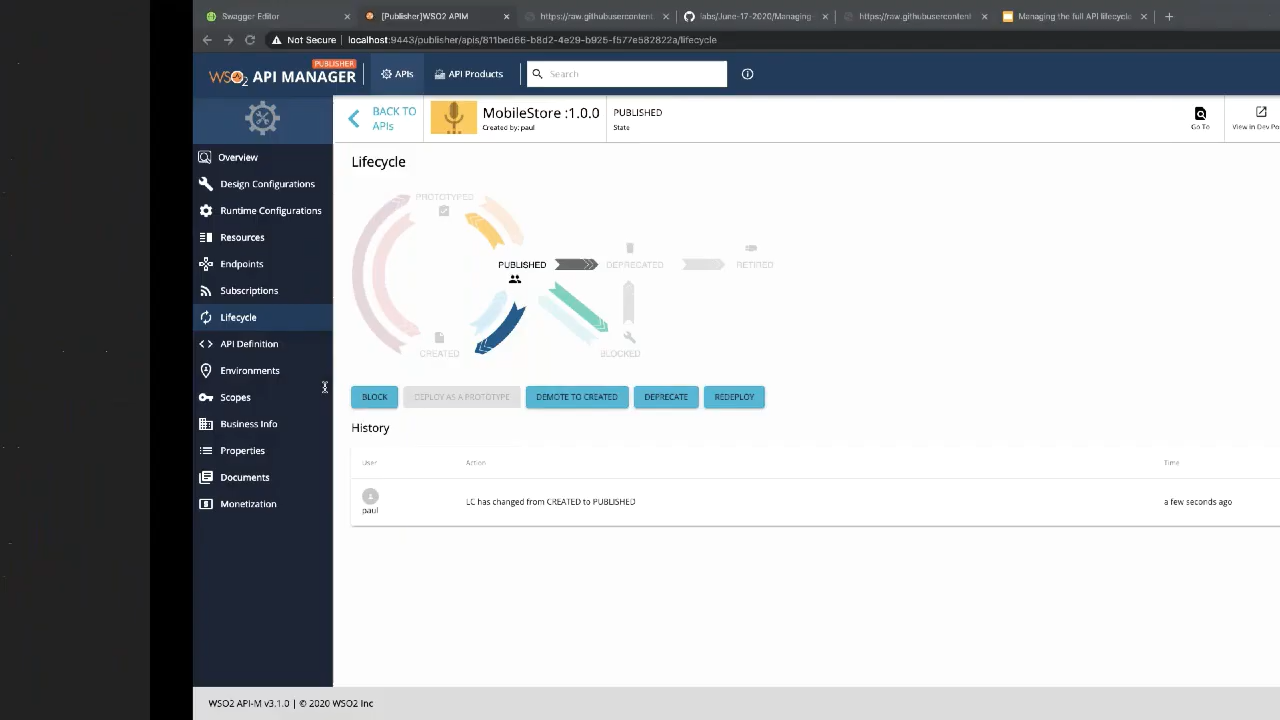 Swagger Editor
[Publisher]WSO2 APIM
https://raw.githubusercontent
labs/June-17-2020/Managing
https://raw.githubusercontent
Managing the full API lifecycle
Not Secure | localhost:9443/publisher/apis/811bed66-b8d2-4e29-b925-f577e582822a/lifecycle
PUBLISHER
WSO2 API MANAGER
APIs
API Products
Search
BACK TO
APIs
MobileStore :1.0.0
Created by: paul
PUBLISHED
State
Go To
View in Dev Po
Overview
Design Configurations
Runtime Configurations
Resources
Endpoints
Subscriptions
Lifecycle
API Definition
Environments
Scopes
Business Info
Properties
Documents
Monetization
Lifecycle
PROTOTYPED
PUBLISHED
DEPRECATED
RETIRED
CREATED
BLOCKED
BLOCK
DEPLOY AS A PROTOTYPE
DEMOTE TO CREATED
DEPRECATE
REDEPLOY
History
User
Action
Time
paul
LC has changed from CREATED to PUBLISHED
a few seconds ago
WSO2 API-M v3.1.0 | © 2020 WSO2 Inc